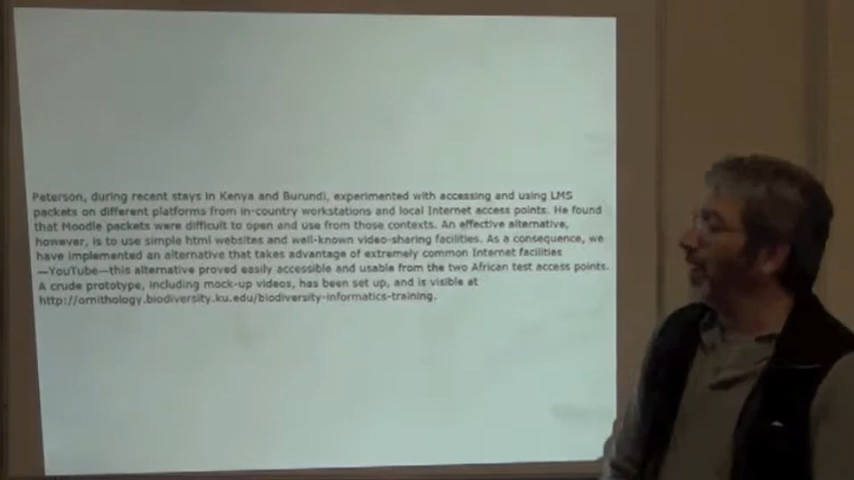 Peterson, during recent stays in Kenya and Burundi, experimented with accessing and using LMS
packets on different platforms from in-country workstations and local Internet access points. He found
that Moodle packets were difficult to open and use from those contexts. An effective alternative,
however, is to use simple html websites and well-known video-sharing facilities. As a consequence, we
have implemented an alternative that takes advantage of extremely common Internet facilities
—YouTube—this alternative proved easily accessible and usable from the two African test access points.
A crude prototype, including mock-up videos, has been set up, and is visible at
http://ornithology.biodiversity.ku.edu/biodiversity-informatics-training.